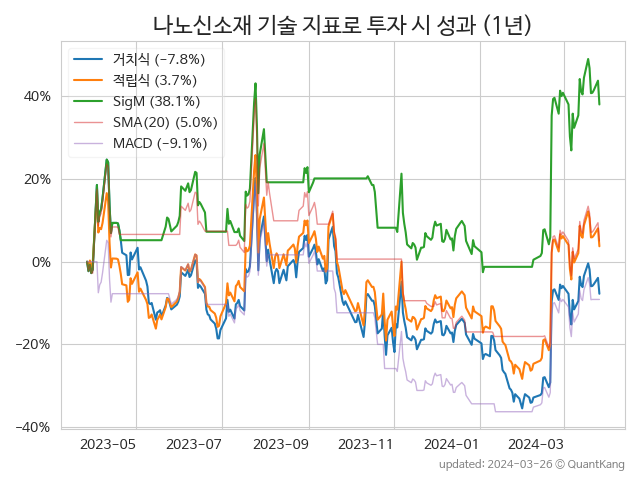 나노신소재 기술 지표로 투자 시 성과 (1년)
거치식 (−7.8%)
적립식 (3.7%)
SigM (38.1%)
SMA(20) (5.0%)
MACD (−9.1%)
40%
20%
0%
−20%
−40%
2023-05 2023-07 2023-09 2023-11 2024-01 2024-03
updated: 2024-03-26 © QuantKang